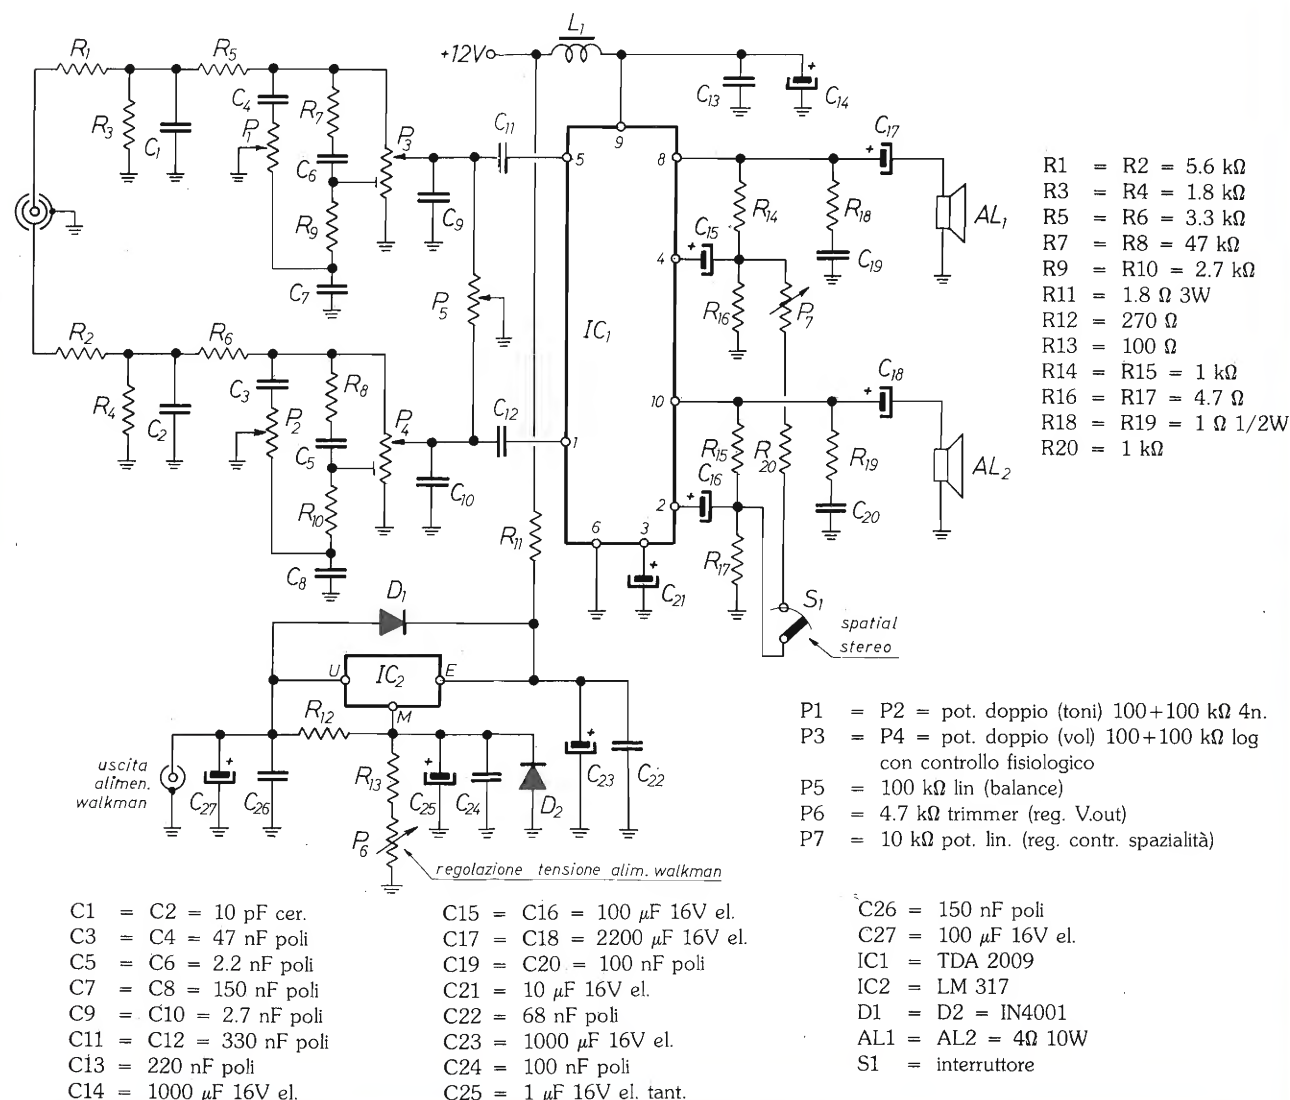 L1
+12V
R1
R5
C4
R7
P1
R3
C1
C6
P3
C11
R9
C9
C7
C13
C14
9
5
8
C17
R14
R18
AL1
C15
4
C19
R16
P7
P5
IC1
R2
R6
C3
R8
P2
R4
C2
P4
C5
C12
1
10
C18
R15
R20
R19
AL2
C16
2
C20
C10
R10
R11
C8
6
3
R17
C21
S1
spatial
stereo
D1
U
IC2
E
M
R12
uscita
alimen.
walkman
C27
C26
R13
C25
C24
D2
C23
C22
P6
regolazione tensione alim. walkman
R1 = R2 = 5.6 kΩ
R3 = R4 = 1.8 kΩ
R5 = R6 = 3.3 kΩ
R7 = R8 = 47 kΩ
R9 = R10 = 2.7 kΩ
R11 = 1.8 Ω 3W
R12 = 270 Ω
R13 = 100 Ω
R14 = R15 = 1 kΩ
R16 = R17 = 4.7 Ω
R18 = R19 = 1 Ω 1/2W
R20 = 1 kΩ
P1 = P2 = pot. doppio (toni) 100+100 kΩ 4n.
P3 = P4 = pot. doppio (vol) 100+100 kΩ log
con controllo fisiologico
P5 = 100 kΩ lin (balance)
P6 = 4.7 kΩ trimmer (reg. V.out)
P7 = 10 kΩ pot. lin. (reg. contr. spazialità)
C1 = C2 = 10 pF cer.
C3 = C4 = 47 nF poli
C5 = C6 = 2.2 nF poli
C7 = C8 = 150 nF poli
C9 = C10 = 2.7 nF poli
C11 = C12 = 330 nF poli
C13 = 220 nF poli
C14 = 1000 µF 16V el.
C15 = C16 = 100 µF 16V el.
C17 = C18 = 2200 µF 16V el.
C19 = C20 = 100 nF poli
C21 = 10 µF 16V el.
C22 = 68 nF poli
C23 = 1000 µF 16V el.
C24 = 100 nF poli
C25 = 1 µF 16V el. tant.
C26 = 150 nF poli
C27 = 100 µF 16V el.
IC1 = TDA 2009
IC2 = LM 317
D1 = D2 = IN4001
AL1 = AL2 = 4Ω 10W
S1 = interruttore